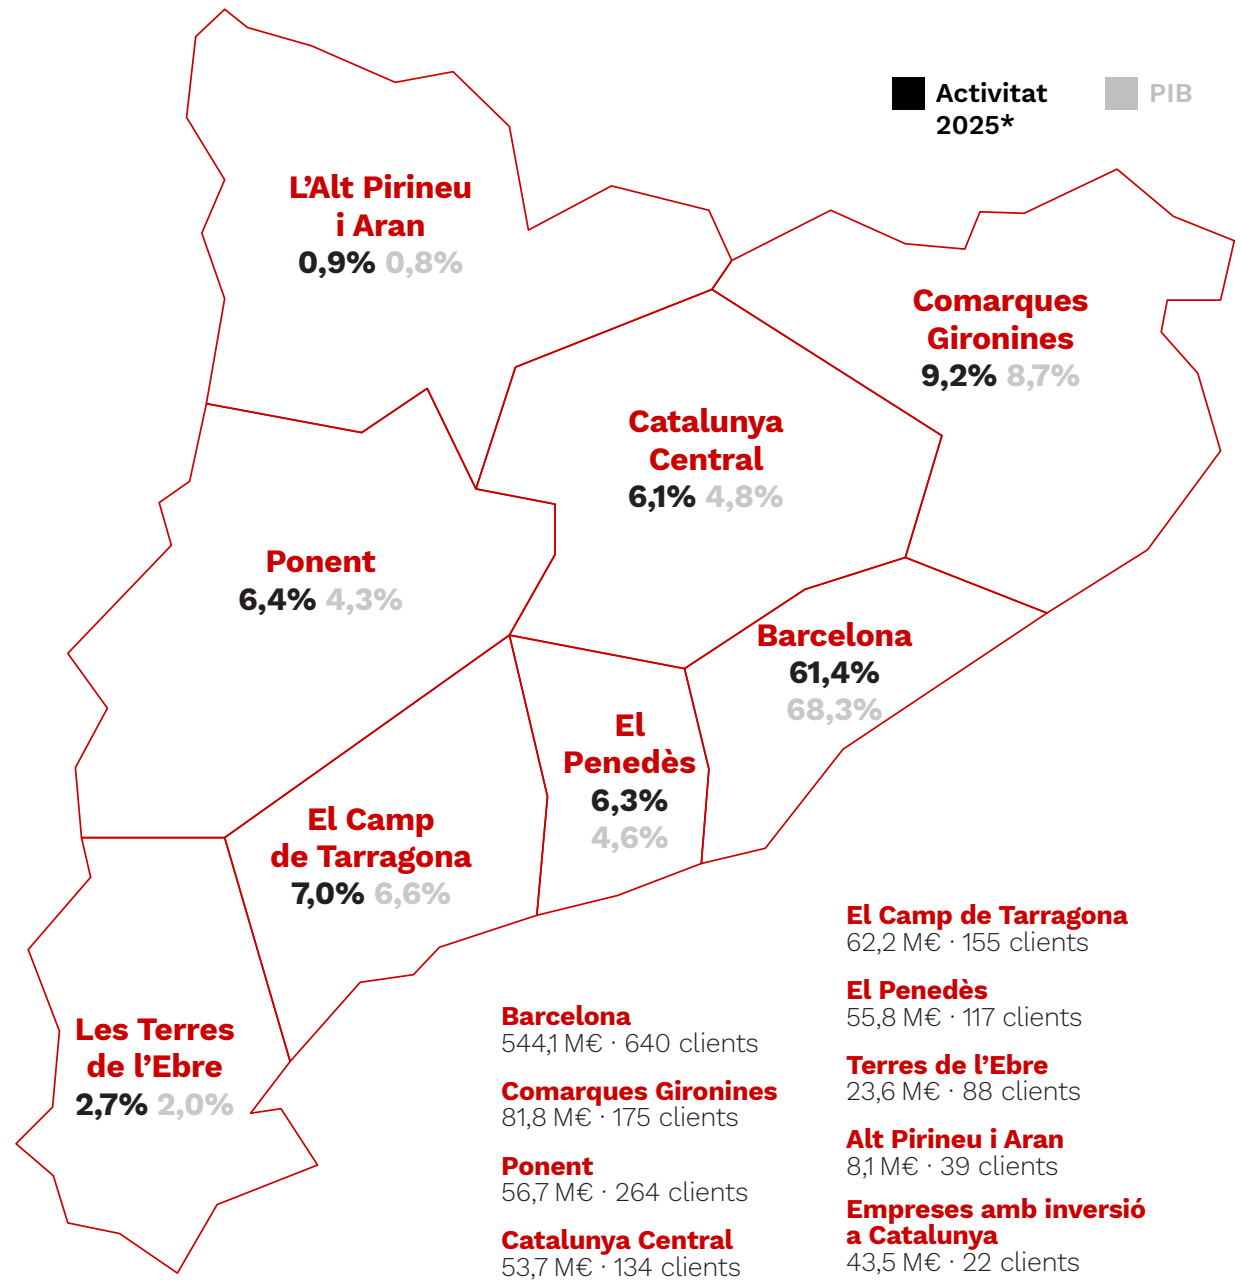 Activitat
2025*
PIB
L’Alt Pirineu
i Aran
0,9% 0,8%
Comarques
Gironines
9,2% 8,7%
Catalunya
Central
6,1% 4,8%
Ponent
6,4% 4,3%
Barcelona
61,4%
68,3%
El
Penedès
6,3%
4,6%
El Camp
de Tarragona
7,0% 6,6%
Les Terres
de l’Ebre
2,7% 2,0%
Barcelona
544,1 M€ · 640 clients
Comarques Gironines
81,8 M€ · 175 clients
Ponent
56,7 M€ · 264 clients
Catalunya Central
53,7 M€ · 134 clients
El Camp de Tarragona
62,2 M€ · 155 clients
El Penedès
55,8 M€ · 117 clients
Terres de l’Ebre
23,6 M€ · 88 clients
Alt Pirineu i Aran
8,1 M€ · 39 clients
Empreses amb inversió
a Catalunya
43,5 M€ · 22 clients